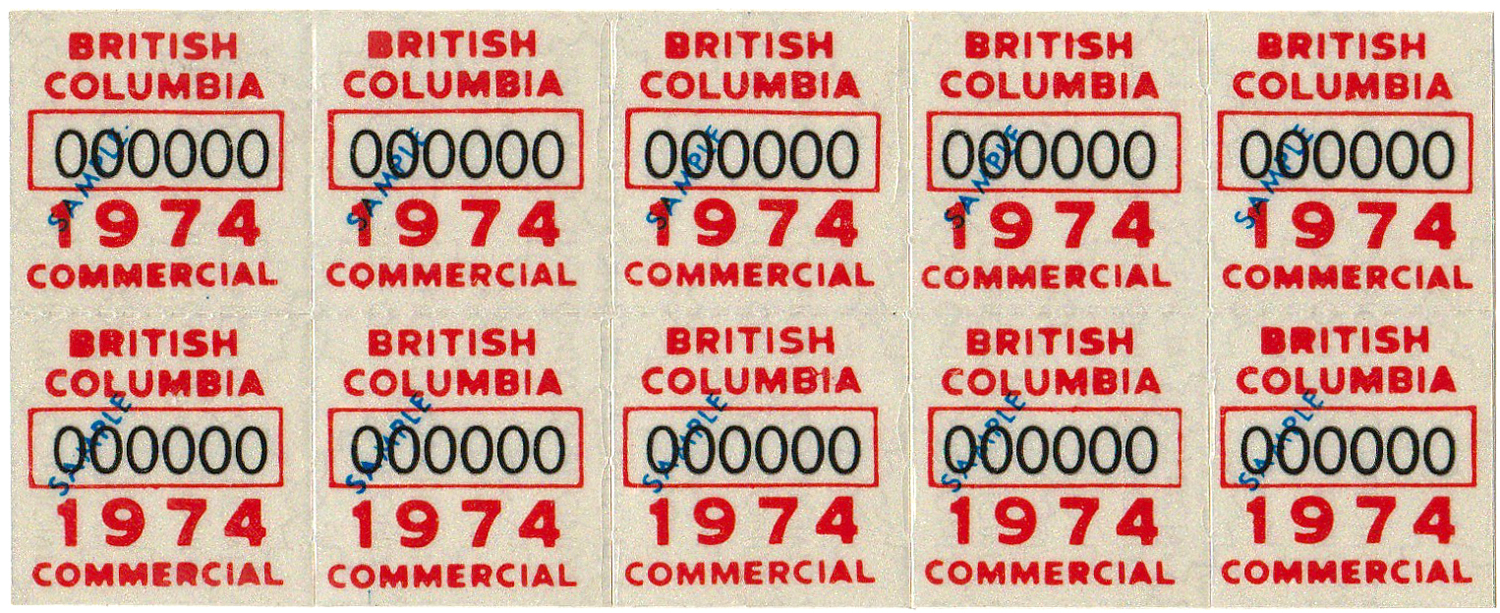 BRITISH
COLUMBIA
000000
SAMPLE
1974
COMMERCIAL
BRITISH
COLUMBIA
000000
SAMPLE
1974
COMMERCIAL
BRITISH
COLUMBIA
000000
SAMPLE
1974
COMMERCIAL
BRITISH
COLUMBIA
000000
SAMPLE
1974
COMMERCIAL
BRITISH
COLUMBIA
000000
SAMPLE
1974
COMMERCIAL
BRITISH
COLUMBIA
000000
SAMPLE
1974
COMMERCIAL
BRITISH
COLUMBIA
000000
SAMPLE
1974
COMMERCIAL
BRITISH
COLUMBIA
000000
SAMPLE
1974
COMMERCIAL
BRITISH
COLUMBIA
000000
SAMPLE
1974
COMMERCIAL
BRITISH
COLUMBIA
000000
SAMPLE
1974
COMMERCIAL